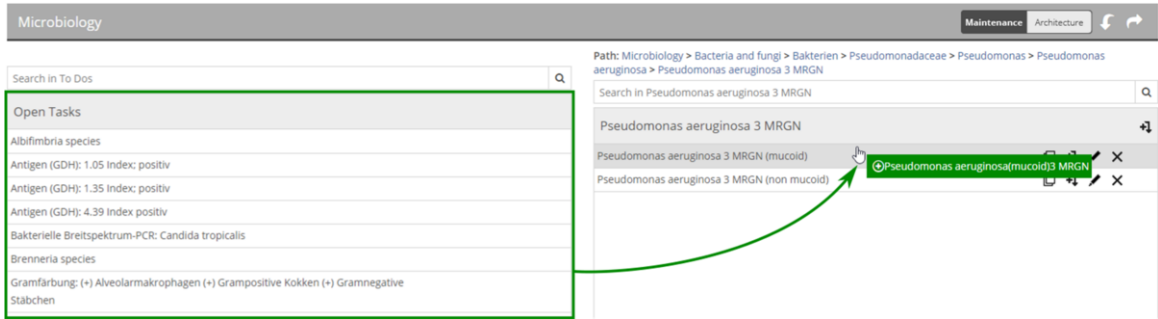 Microbiology
Maintenance
Architecture
Search in To Dos
Open Tasks
Albifimbria species
Antigen (GDH): 1.05 Index; positiv
Antigen (GDH): 1.35 Index; positiv
Antigen (GDH): 4.39 Index positiv
Bakterielle Breitspektrum-PCR: Candida tropicalis
Brenneria species
Gramfärbung: (+) Alveolarmakrophagen (+) Grampositive Kokken (+) Gramnegative
Stäbchen
Path: Microbiology > Bacteria and fungi > Bakterien > Pseudomonadaceae > Pseudomonas > Pseudomonas
aeruginosa > Pseudomonas aeruginosa 3 MRGN
Search in Pseudomonas aeruginosa 3 MRGN
Pseudomonas aeruginosa 3 MRGN
Pseudomonas aeruginosa 3 MRGN (mucoid)
Pseudomonas aeruginosa(mucoid)3 MRGN
Pseudomonas aeruginosa 3 MRGN (non mucoid)